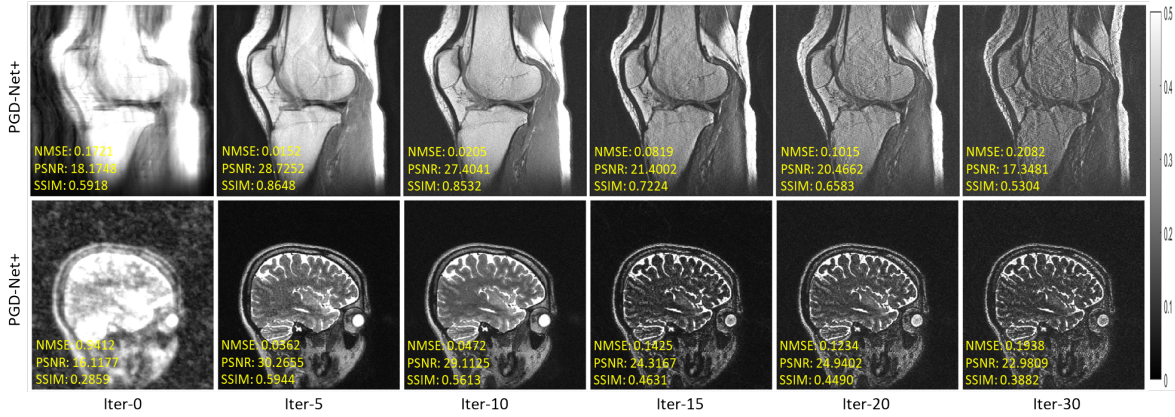 PGD-Net+
NMSE: 0.1721
PSNR: 18.1748
SSIM: 0.5918
NMSE: 0.0152
PSNR: 28.7252
SSIM: 0.8648
NMSE: 0.0205
PSNR: 27.4041
SSIM: 0.8532
NMSE: 0.0819
PSNR: 21.4002
SSIM: 0.7224
NMSE: 0.1015
PSNR: 20.4662
SSIM: 0.6583
NMSE: 0.2082
PSNR: 17.3481
SSIM: 0.5304
0.5
0.4
0.3
0.2
0.1
0
PGD-Net+
NMSE: 0.9412
PSNR: 16.1177
SSIM: 0.2859
NMSE: 0.0362
PSNR: 30.2655
SSIM: 0.5944
NMSE: 0.0472
PSNR: 29.1125
SSIM: 0.5613
NMSE: 0.1425
PSNR: 24.3167
SSIM: 0.4631
NMSE: 0.1234
PSNR: 24.9402
SSIM: 0.4490
NMSE: 0.1938
PSNR: 22.9809
SSIM: 0.3882
Iter-0
Iter-5
Iter-10
Iter-15
Iter-20
Iter-30